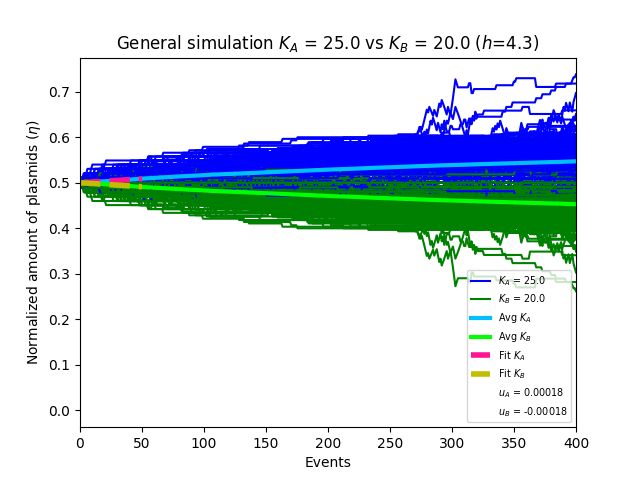 General simulation K_A = 25.0 vs K_B = 20.0 (h=4.3)
Normalized amount of plasmids (η)
0.7
0.6
0.5
0.4
0.3
0.2
0.1
0.0
K_A = 25.0
K_B = 20.0
Avg K_A
Avg K_B
Fit K_A
Fit K_B
u_A = 0.00018
u_B = -0.00018
0 50 100 150 200 250 300 350 400
Events